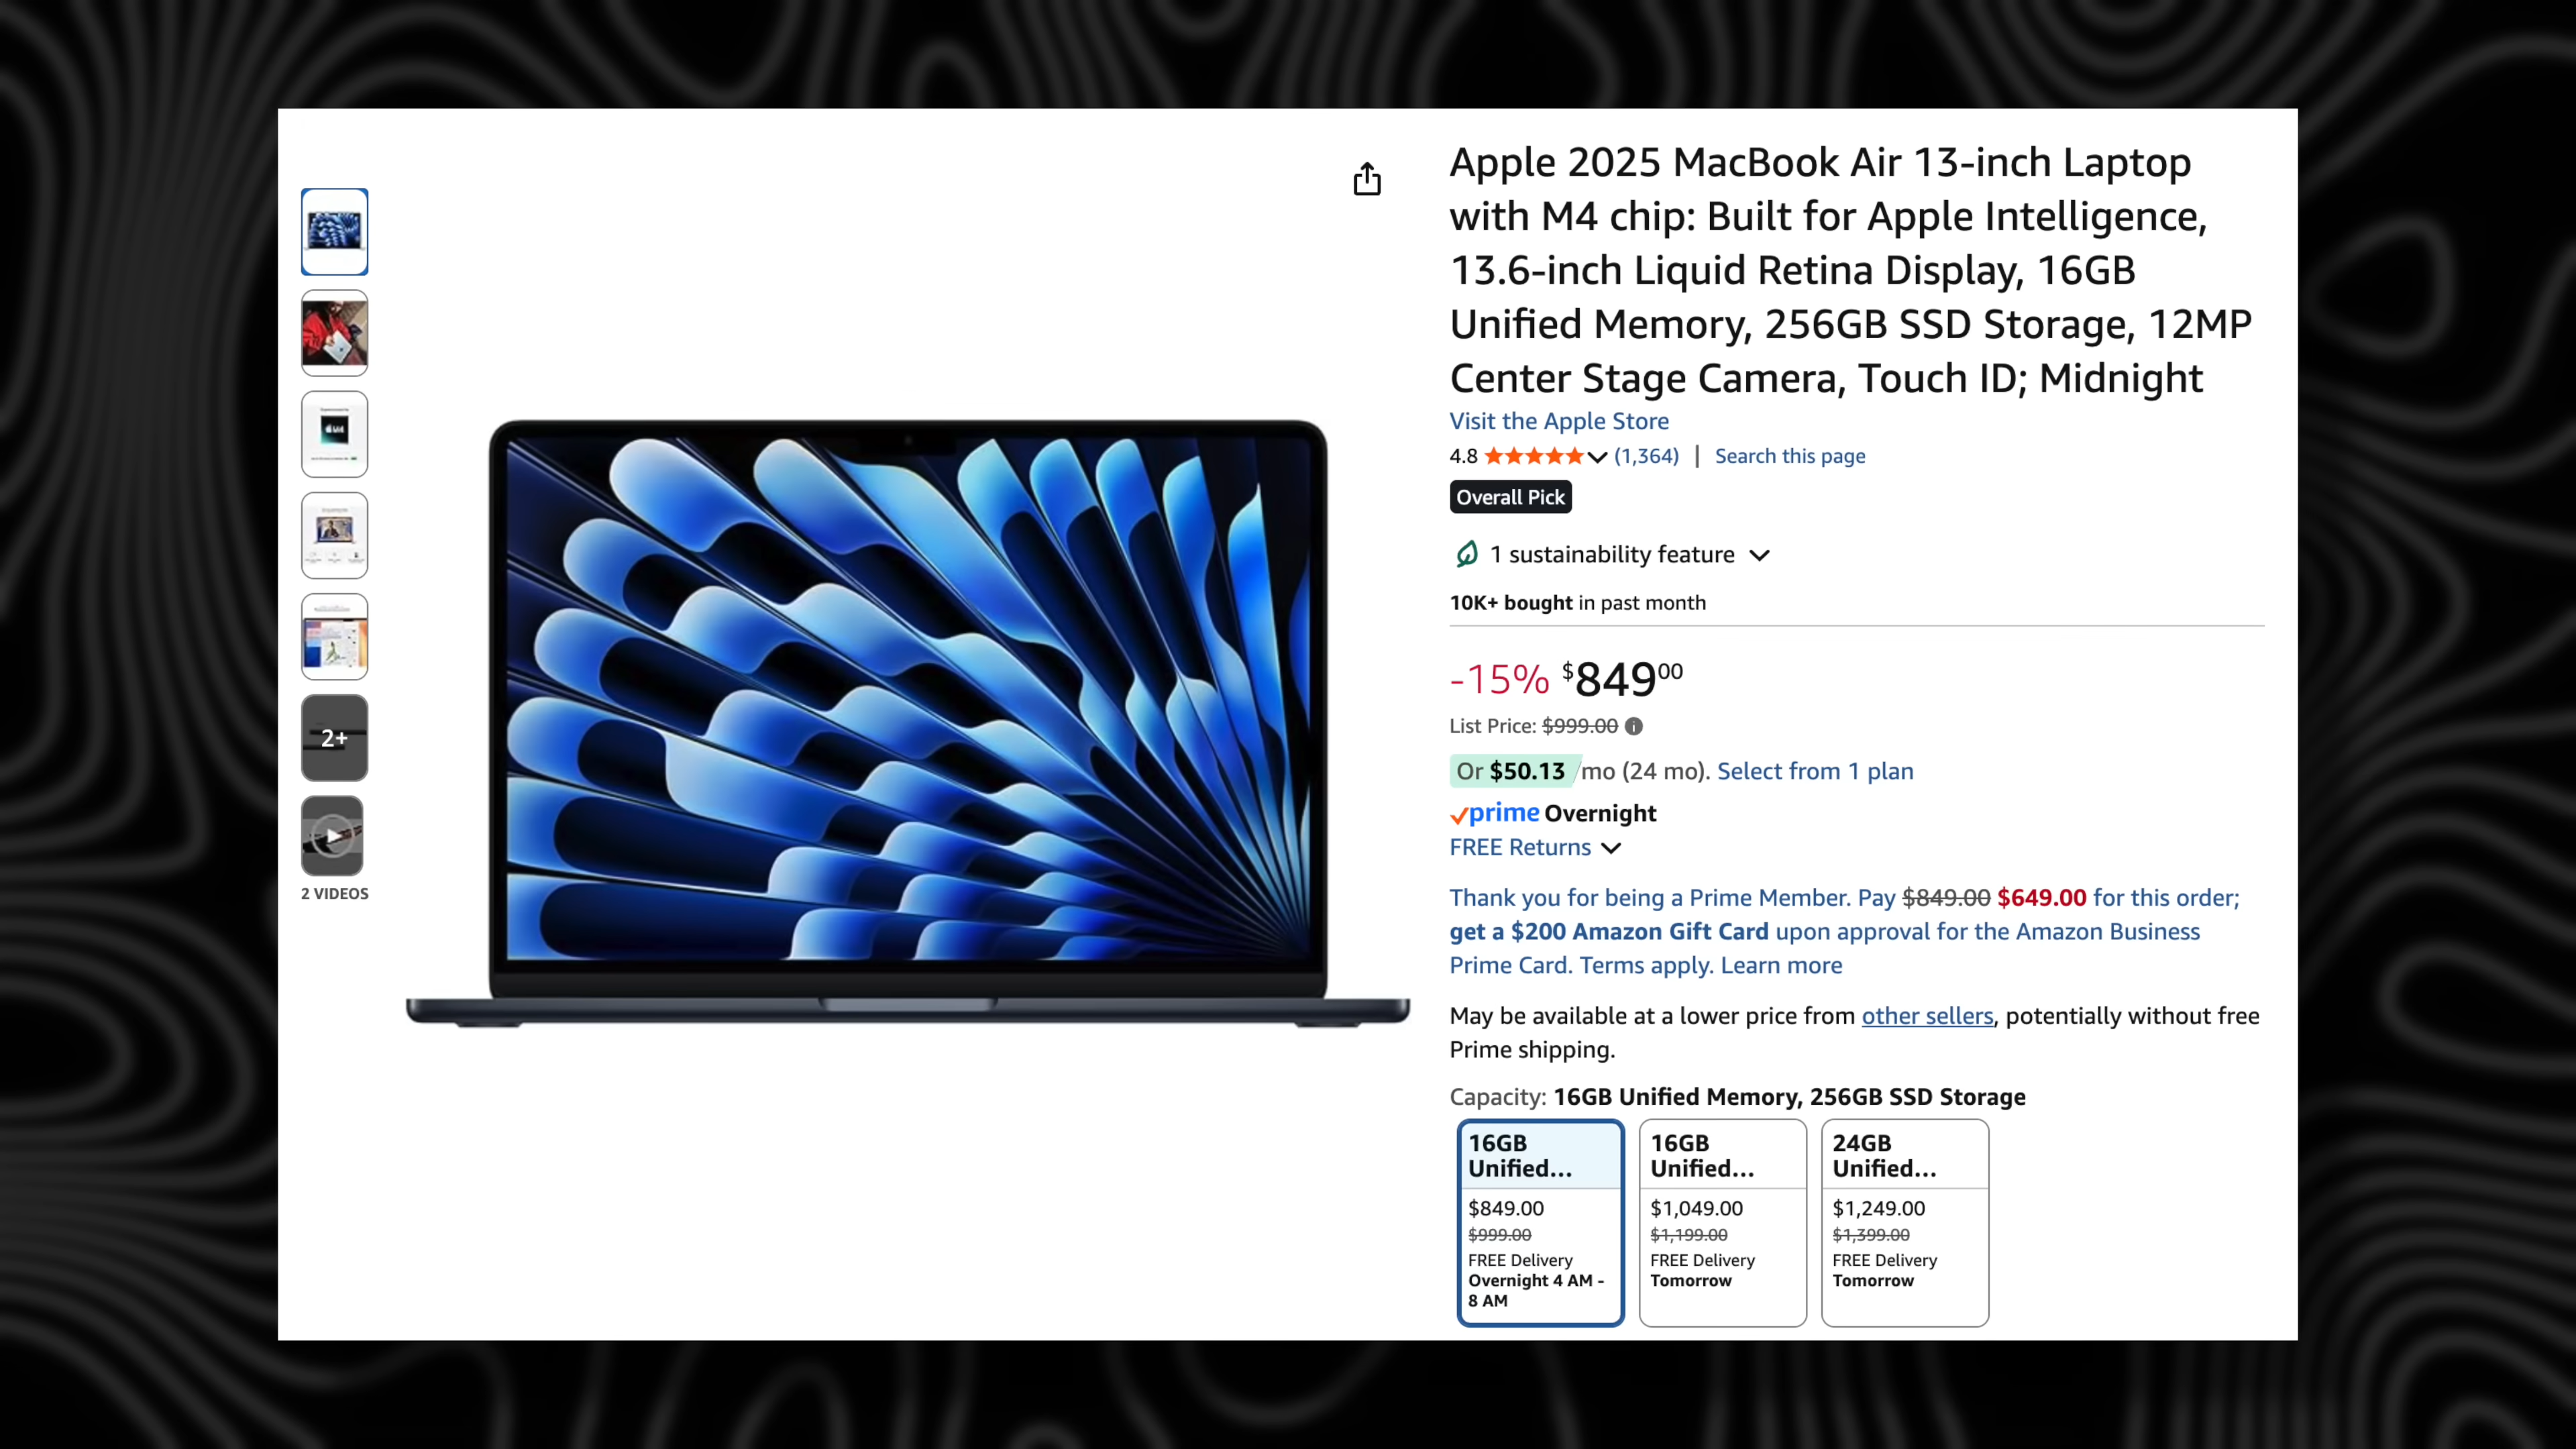 Apple 2025 MacBook Air 13-inch Laptop
with M4 chip: Built for Apple Intelligence,
13.6-inch Liquid Retina Display, 16GB
Unified Memory, 256GB SSD Storage, 12MP
Center Stage Camera, Touch ID; Midnight
Visit the Apple Store
4.8 (1,364) | Search this page
Overall Pick
1 sustainability feature
10K+ bought in past month
-15% $849.00
List Price: $999.00
Or $50.13 /mo (24 mo). Select from 1 plan
prime Overnight
FREE Returns
Thank you for being a Prime Member. Pay $849.00 $649.00 for this order;
get a $200 Amazon Gift Card upon approval for the Amazon Business
Prime Card. Terms apply. Learn more
May be available at a lower price from other sellers, potentially without free
Prime shipping.
Capacity: 16GB Unified Memory, 256GB SSD Storage
16GB
Unified...
$849.00
$999.00
FREE Delivery
Overnight 4 AM -
8 AM
16GB
Unified...
$1,049.00
$1,199.00
FREE Delivery
Tomorrow
24GB
Unified...
$1,249.00
$1,399.00
FREE Delivery
Tomorrow
M4
2+
2 VIDEOS